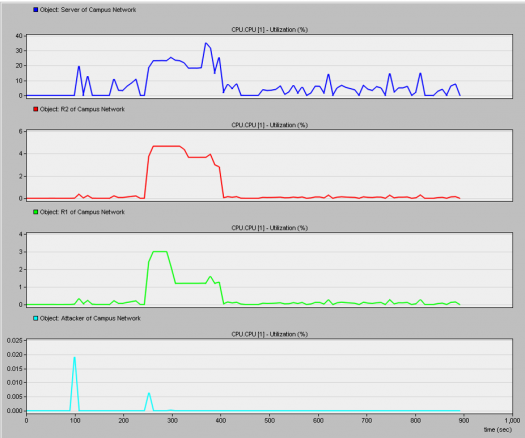 Object: Server of Campus Network
CPU.CPU [1] - Utilization (%)
40
30
20
10
0
Object: R2 of Campus Network
CPU.CPU [1] - Utilization (%)
6
4
2
0
Object: R1 of Campus Network
CPU.CPU [1] - Utilization (%)
4
3
2
1
0
Object: Attacker of Campus Network
CPU.CPU [1] - Utilization (%)
0.025
0.020
0.015
0.010
0.005
0.000
0 100 200 300 400 500 600 700 800 900 1,000
time (sec)